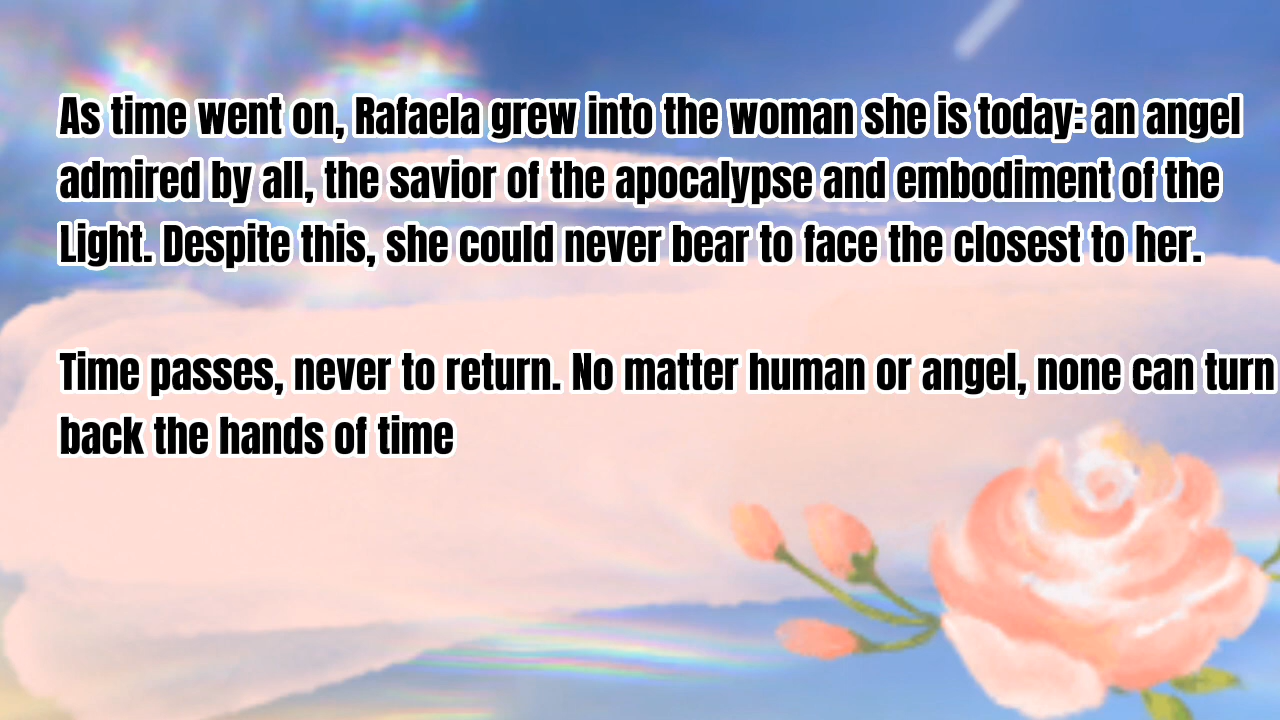 As time went on, Rafaela grew into the woman she is today: an angel
admired by all, the savior of the apocalypse and embodiment of the
Light. Despite this, she could never bear to face the closest to her.
Time passes, never to return. No matter human or angel, none can turn
back the hands of time